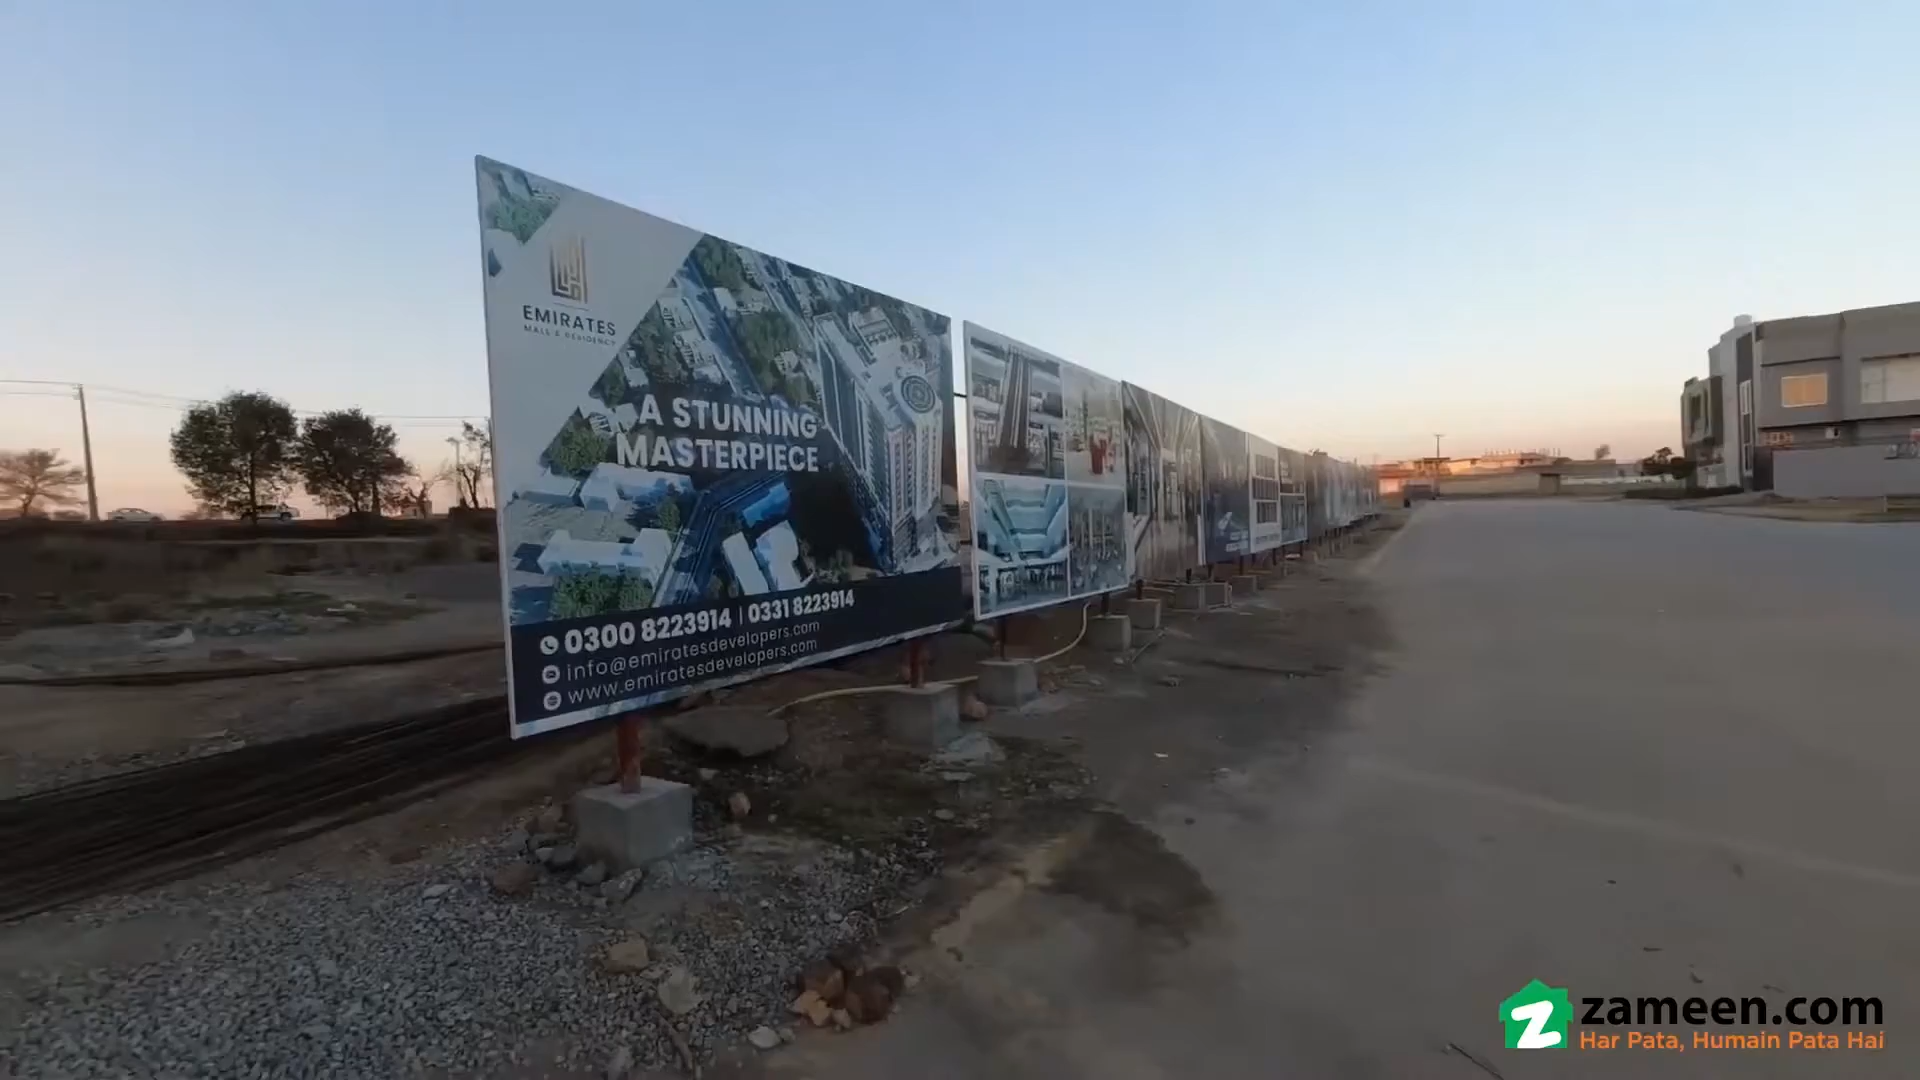 EMIRATES
MALL & RESIDENCY
A STUNNING
MASTERPIECE
0300 8223914 | 0331 8223914
info@emiratesdevelopers.com
www.emiratesdevelopers.com
zameen.com
Har Pata, Humain Pata Hai